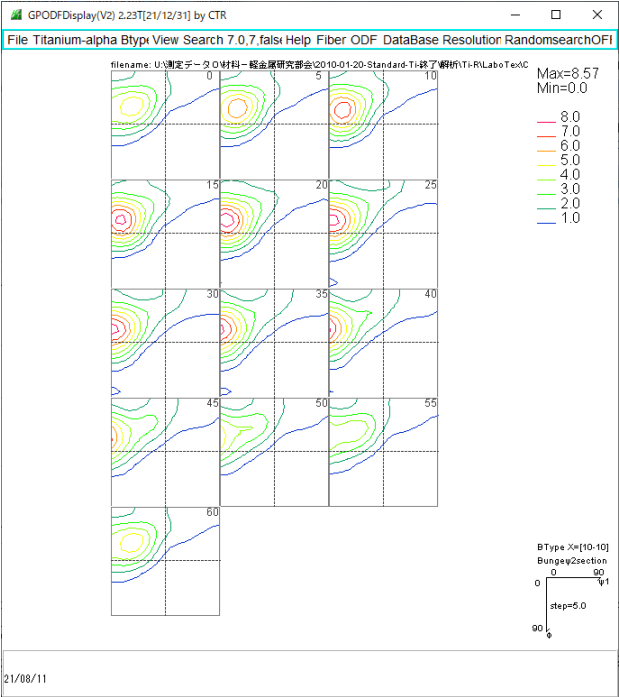 GPODFDisplay(V2) 2.23T[21/12/31] by CTR
File Titanium-alpha Btype View Search 7.0,7,false Help Fiber ODF DataBase Resolution RandomsearchOFF
filename: U:\測定データ O\材料－軽金属研究部会\2010-01-20-Standard-Ti-終了\解析\Ti-R\LaboTex\C
Max=8.57
Min=0.0
0 5 10
8.0
7.0
6.0
5.0
4.0
3.0
2.0
1.0
15 20 25
30 35 40
45 50 55
60
BType X=[10-10]
Bungeψ2section
0 90
0 ψ1
step=5.0
90
Φ
21/08/11